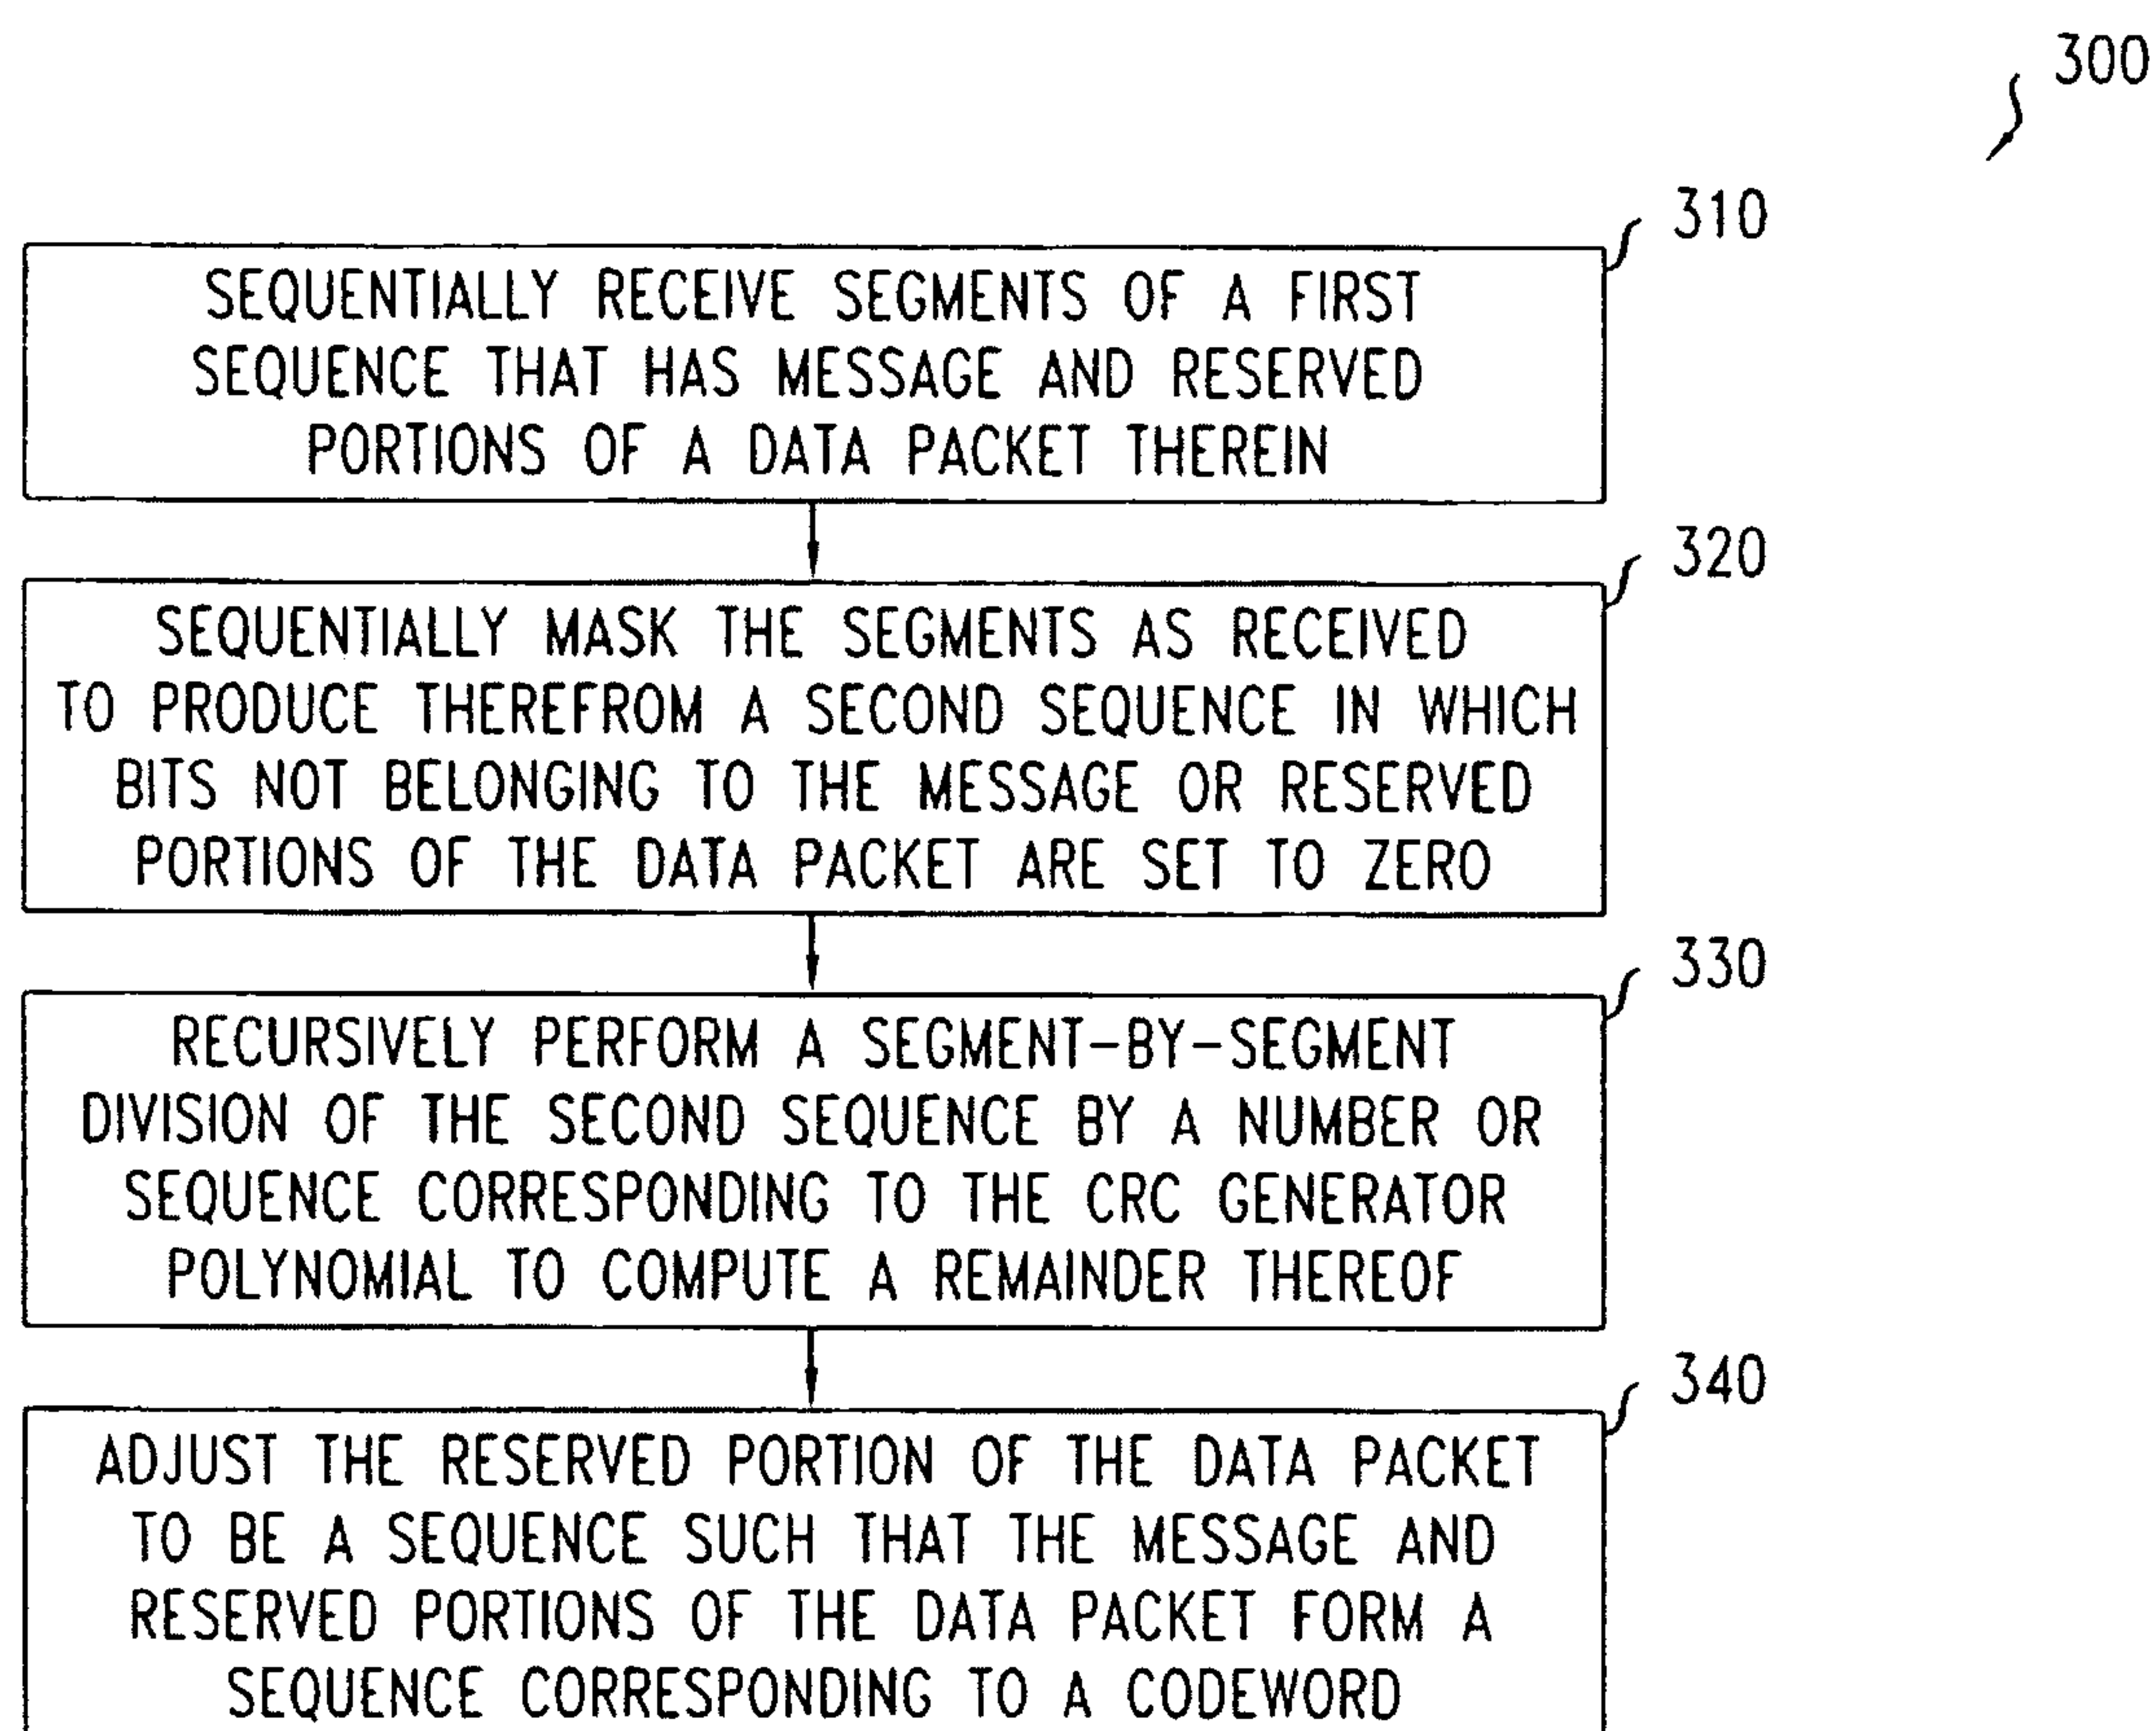 300
310
SEQUENTIALLY RECEIVE SEGMENTS OF A FIRST
SEQUENCE THAT HAS MESSAGE AND RESERVED
PORTIONS OF A DATA PACKET THEREIN
320
SEQUENTIALLY MASK THE SEGMENTS AS RECEIVED
TO PRODUCE THEREFROM A SECOND SEQUENCE IN WHICH
BITS NOT BELONGING TO THE MESSAGE OR RESERVED
PORTIONS OF THE DATA PACKET ARE SET TO ZERO
330
RECURSIVELY PERFORM A SEGMENT-BY-SEGMENT
DIVISION OF THE SECOND SEQUENCE BY A NUMBER OR
SEQUENCE CORRESPONDING TO THE CRC GENERATOR
POLYNOMIAL TO COMPUTE A REMAINDER THEREOF
340
ADJUST THE RESERVED PORTION OF THE DATA PACKET
TO BE A SEQUENCE SUCH THAT THE MESSAGE AND
RESERVED PORTIONS OF THE DATA PACKET FORM A
SEQUENCE CORRESPONDING TO A CODEWORD